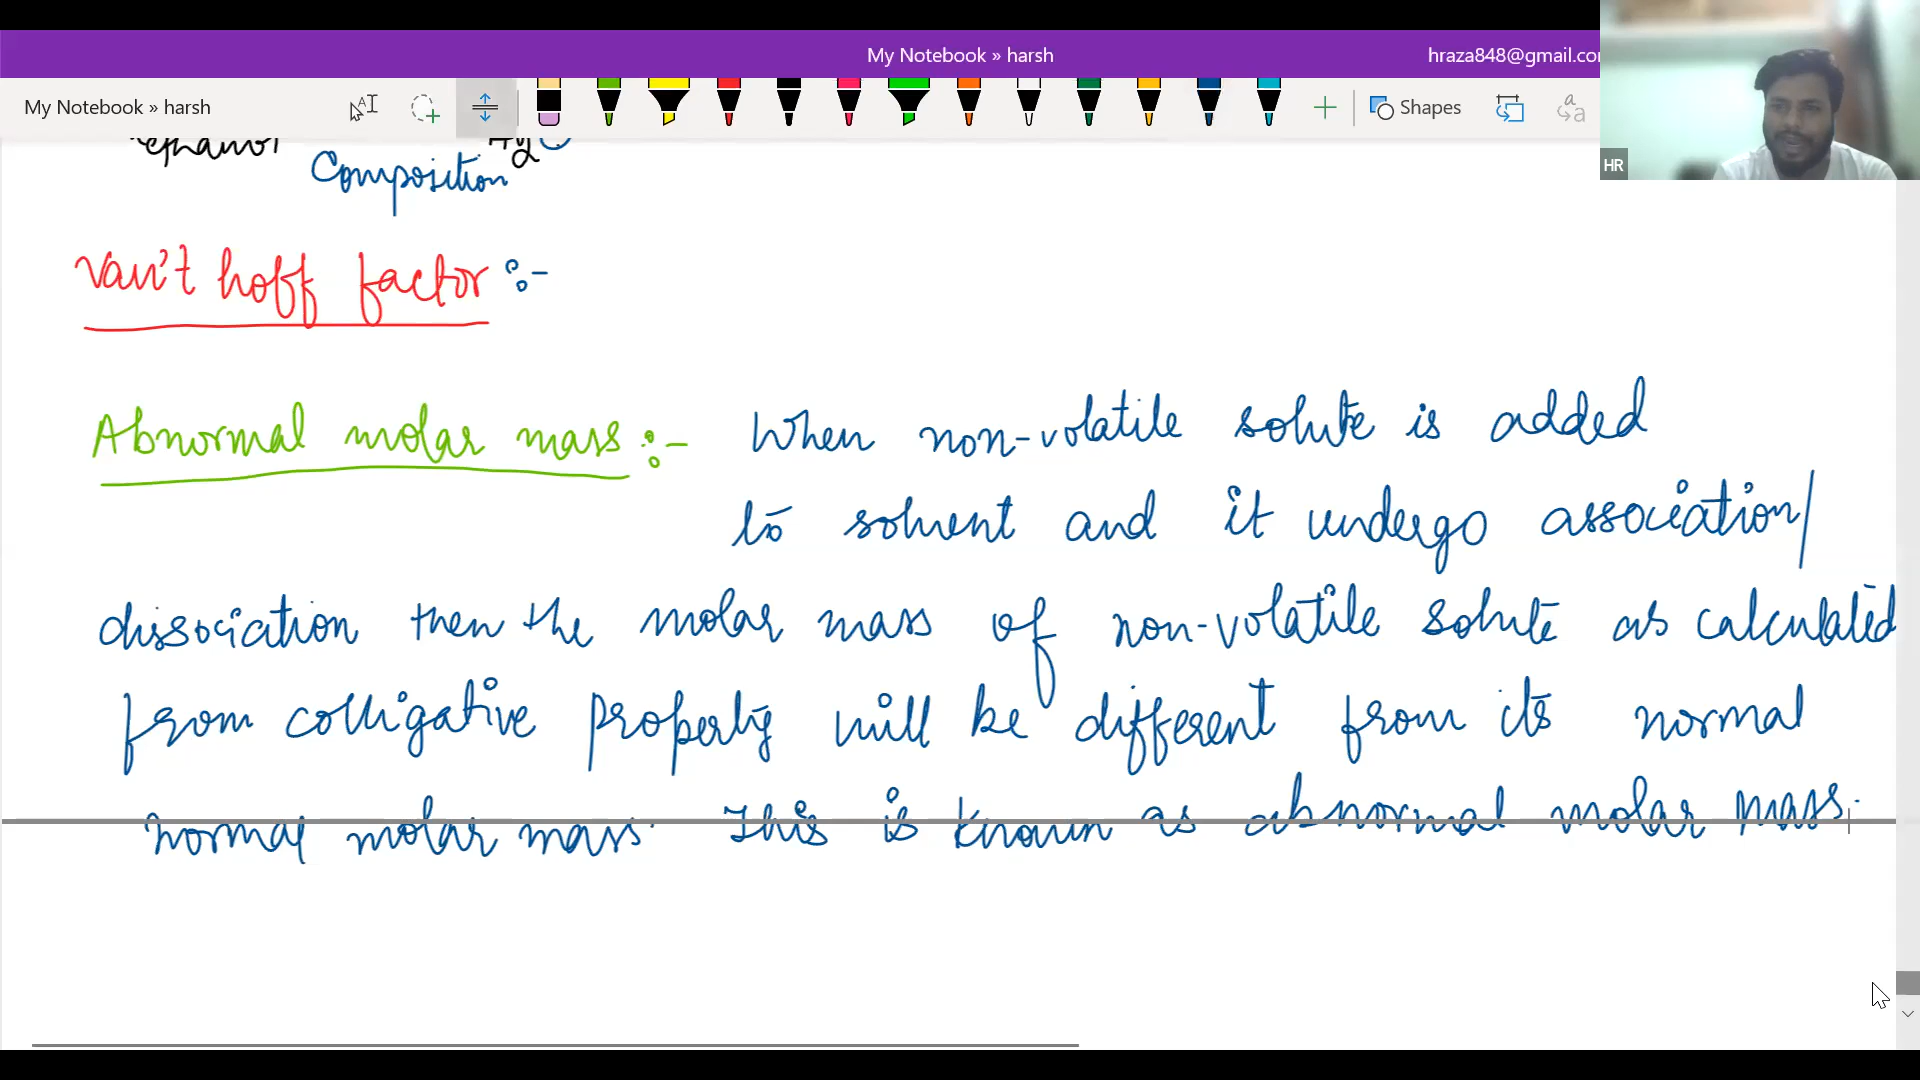 My Notebook » harsh
hraza848@gmail.co
My Notebook » harsh
Shapes
HR
Composition
Van't hoff factor :-
Abnormal molar mass :- When non-volatile solute is added
to solvent and it undergo association/
dissociation then the molar mass of non-volatile solute as calculated
from colligative property will be different from its normal
normal molar mass. This is known as abnormal molar mass.